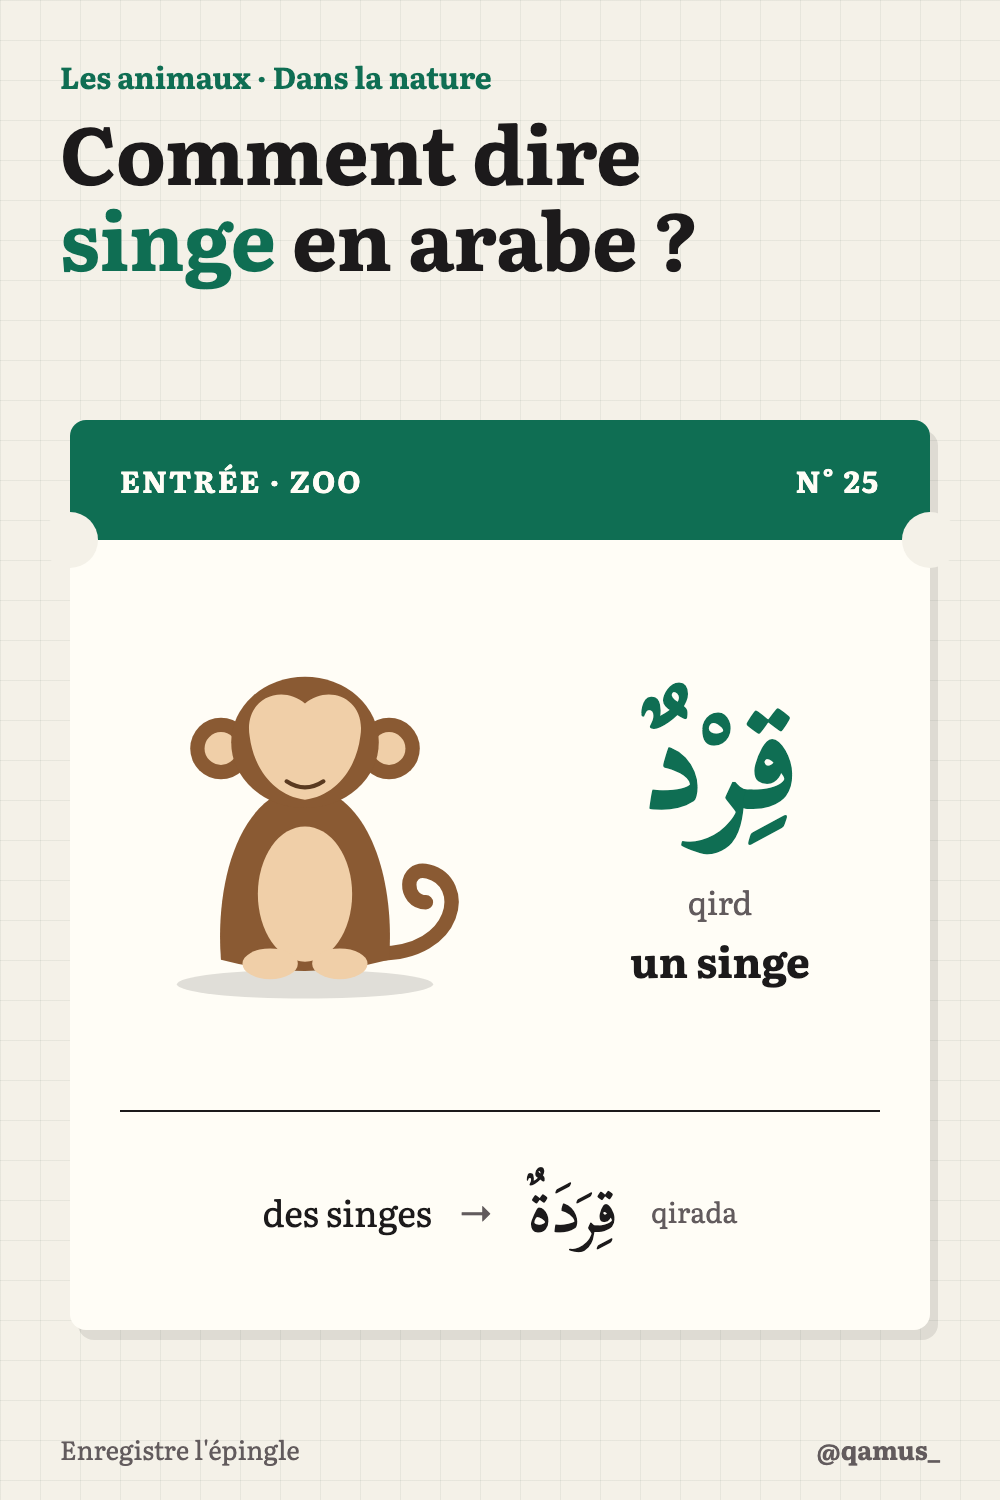 Les animaux · Dans la nature
Comment dire
singe en arabe ?
ENTRÉE · ZOO
N° 25
قِرْدٌ
qird
un singe
des singes → قِرَدَةٌ qirada
Enregistre l'épingle
@qamus_